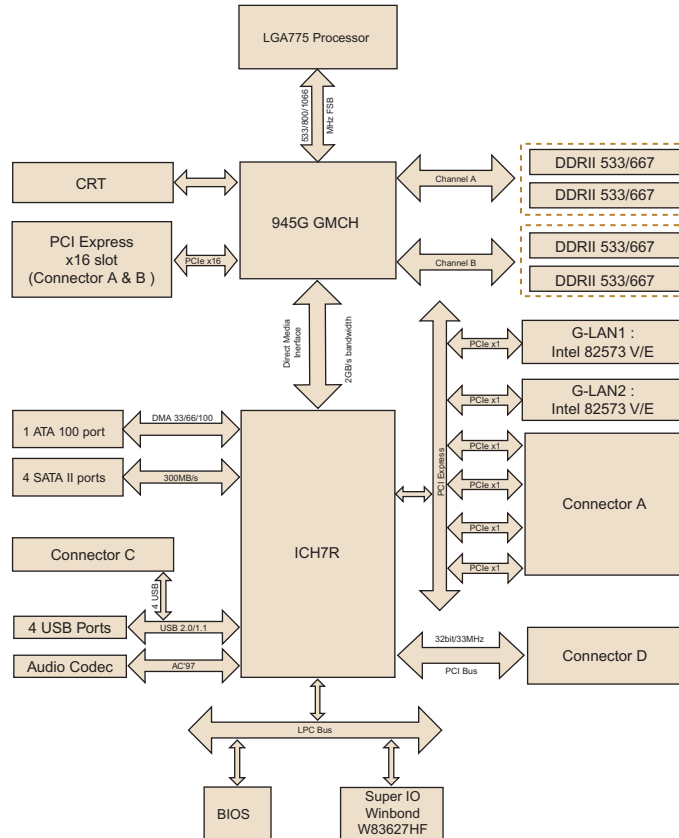 LGA775 Processor
533/800/1066
MHz FSB
CRT
945G GMCH
Channel A
DDRII 533/667
DDRII 533/667
PCI Express
x16 slot
(Connector A & B )
PCIe x16
Channel B
DDRII 533/667
DDRII 533/667
Direct Media
Inerface
2GB/s bandwidth
PCIe x1
G-LAN1 :
Intel 82573 V/E
PCIe x1
G-LAN2 :
Intel 82573 V/E
1 ATA 100 port
DMA 33/66/100
4 SATA II ports
300MB/s
ICH7R
PCI Express
PCIe x1
PCIe x1
PCIe x1
PCIe x1
Connector A
Connector C
4 USB
4 USB Ports
USB 2.0/1.1
Audio Codec
AC'97
32bit/33MHz
PCI Bus
Connector D
LPC Bus
BIOS
Super IO
Winbond
W83627HF